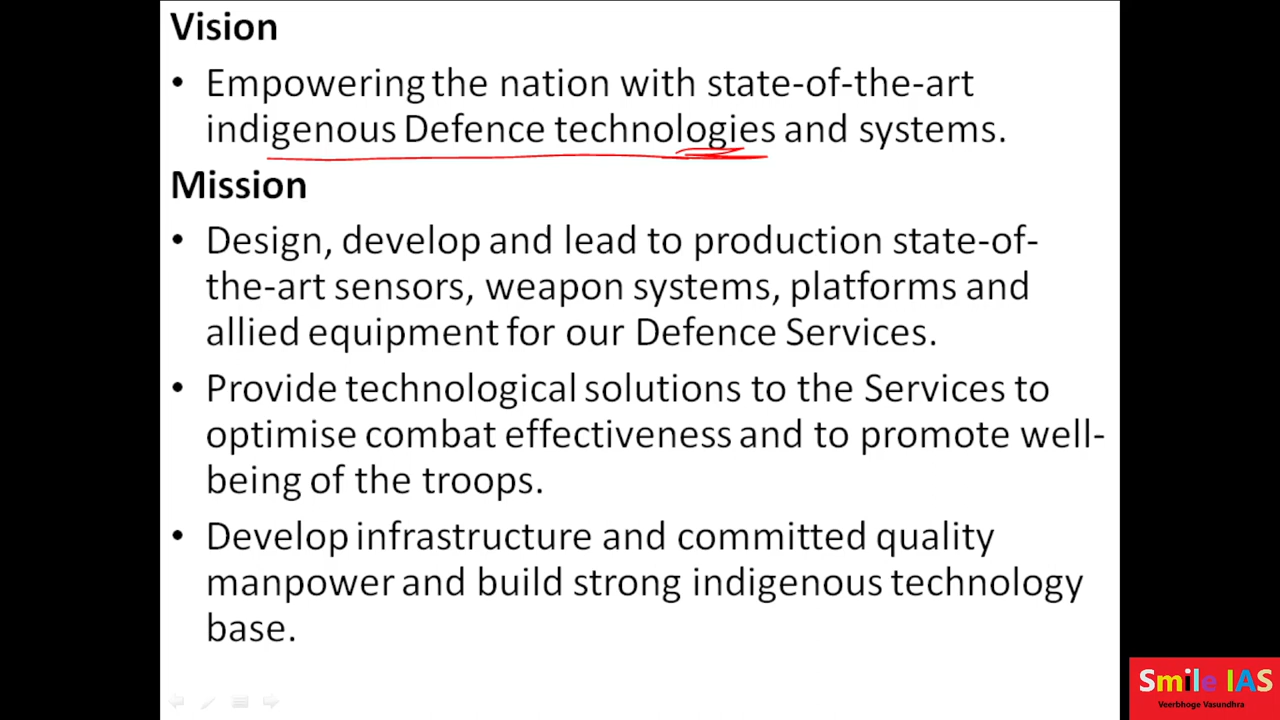 Vision
• Empowering the nation with state-of-the-art
indigenous Defence technologies and systems.
Mission
• Design, develop and lead to production state-of-
the-art sensors, weapon systems, platforms and
allied equipment for our Defence Services.
• Provide technological solutions to the Services to
optimise combat effectiveness and to promote well-
being of the troops.
• Develop infrastructure and committed quality
manpower and build strong indigenous technology
base.
Smile IAS
Veerbhoge Vasundhra